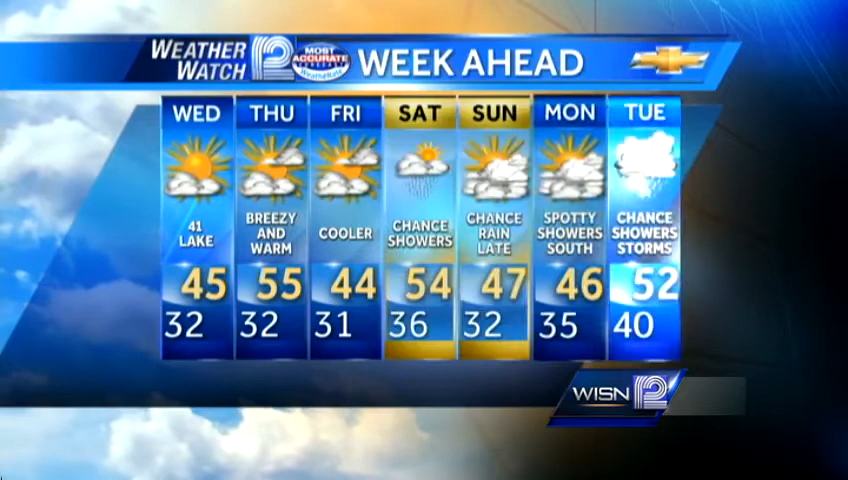 WEATHER WATCH 12 MOST ACCURATE FORECAST WeatheRate WEEK AHEAD
WED THU FRI SAT SUN MON TUE
41
LAKE
BREEZY
AND
WARM
COOLER
CHANCE
SHOWERS
CHANCE
RAIN
LATE
SPOTTY
SHOWERS
SOUTH
CHANCE
SHOWERS
STORMS
45 55 44 54 47 46 52
32 32 31 36 32 35 40
WISN 12